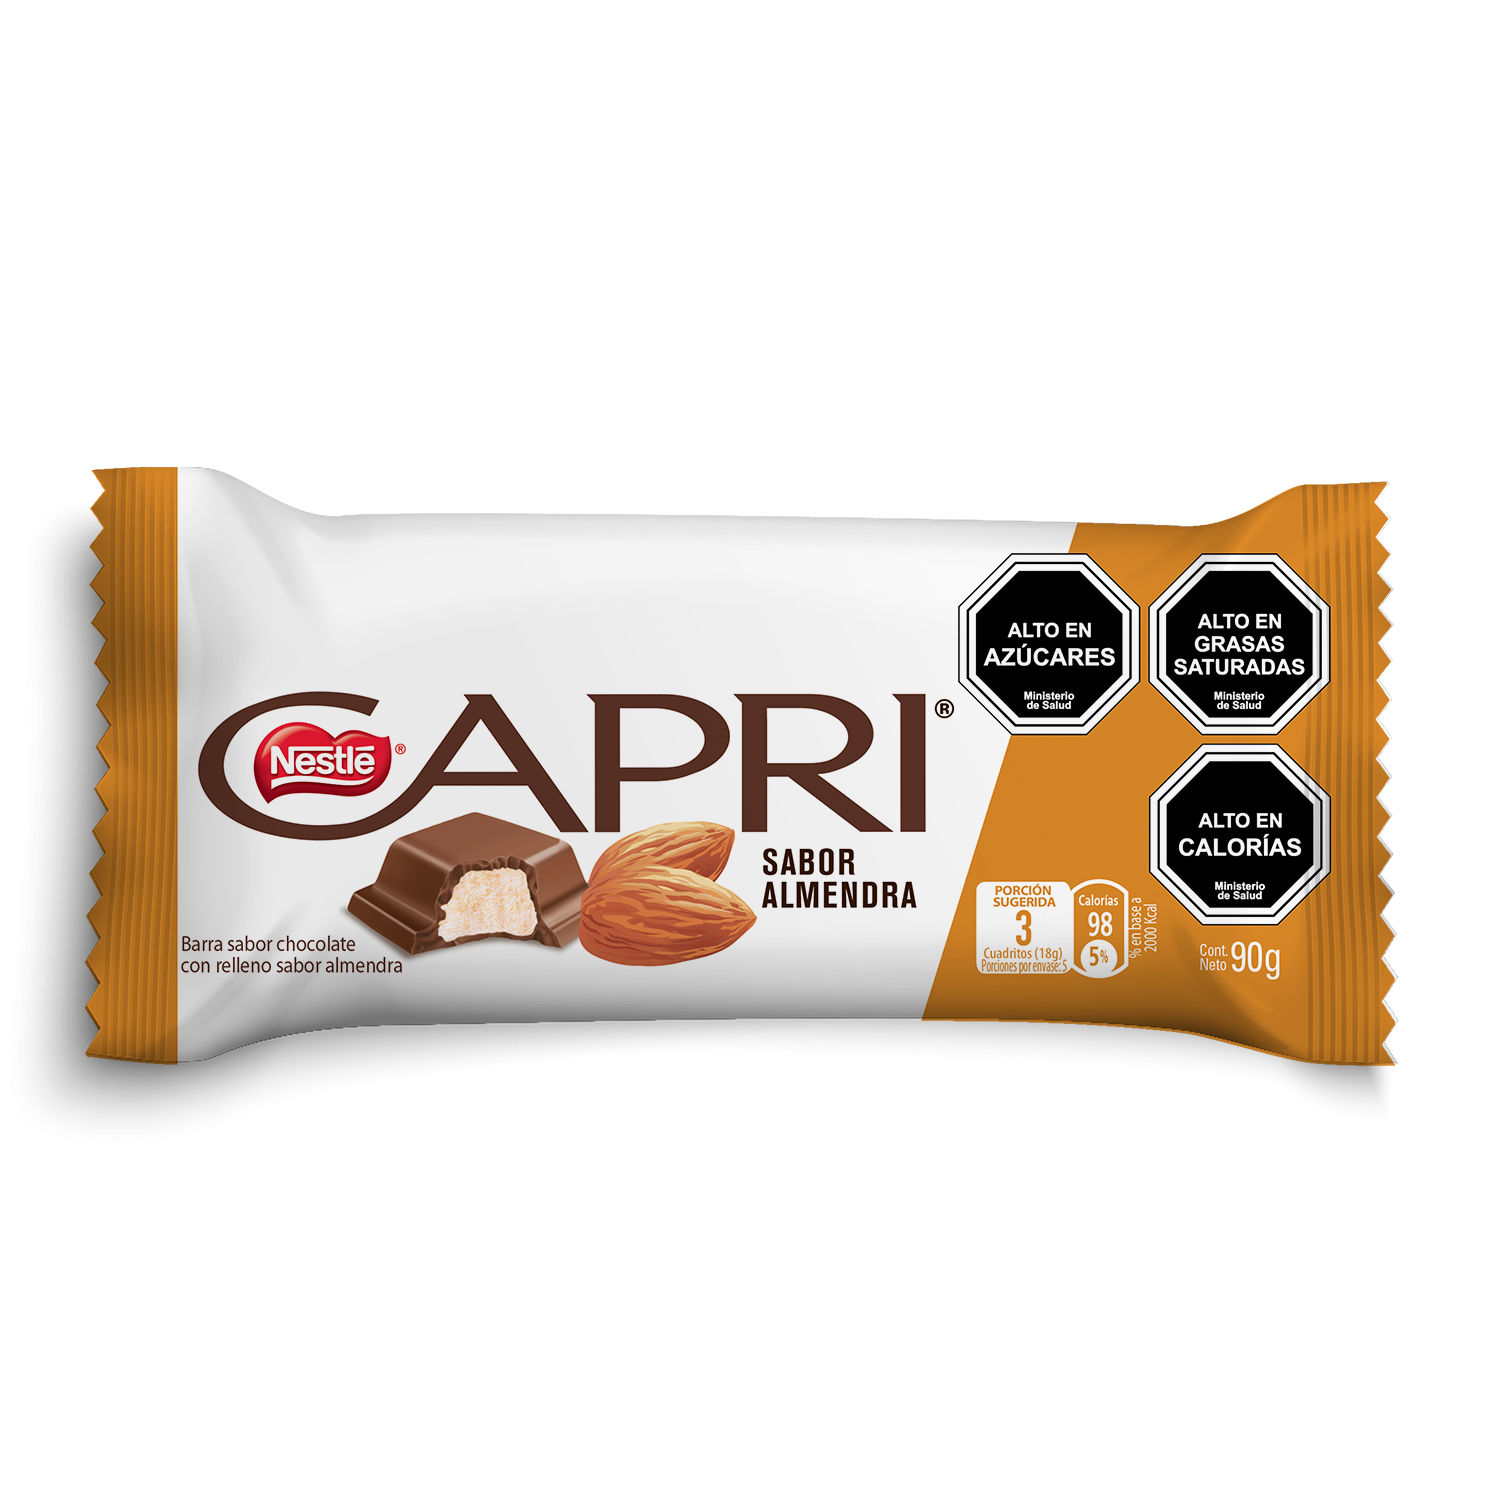 CAPRI®
Nestlé®
SABOR
ALMENDRA
Barra sabor chocolate
con relleno sabor almendra
ALTO EN
AZÚCARES
Ministerio
de Salud
ALTO EN
GRASAS
SATURADAS
Ministerio
de Salud
ALTO EN
CALORÍAS
Ministerio
de Salud
PORCIÓN
SUGERIDA
3
Cuadritos (18g)
Porciones por envase: 5
Calorías
98
5%
% en base a
2000 Kcal
Cont.
Neto 90g